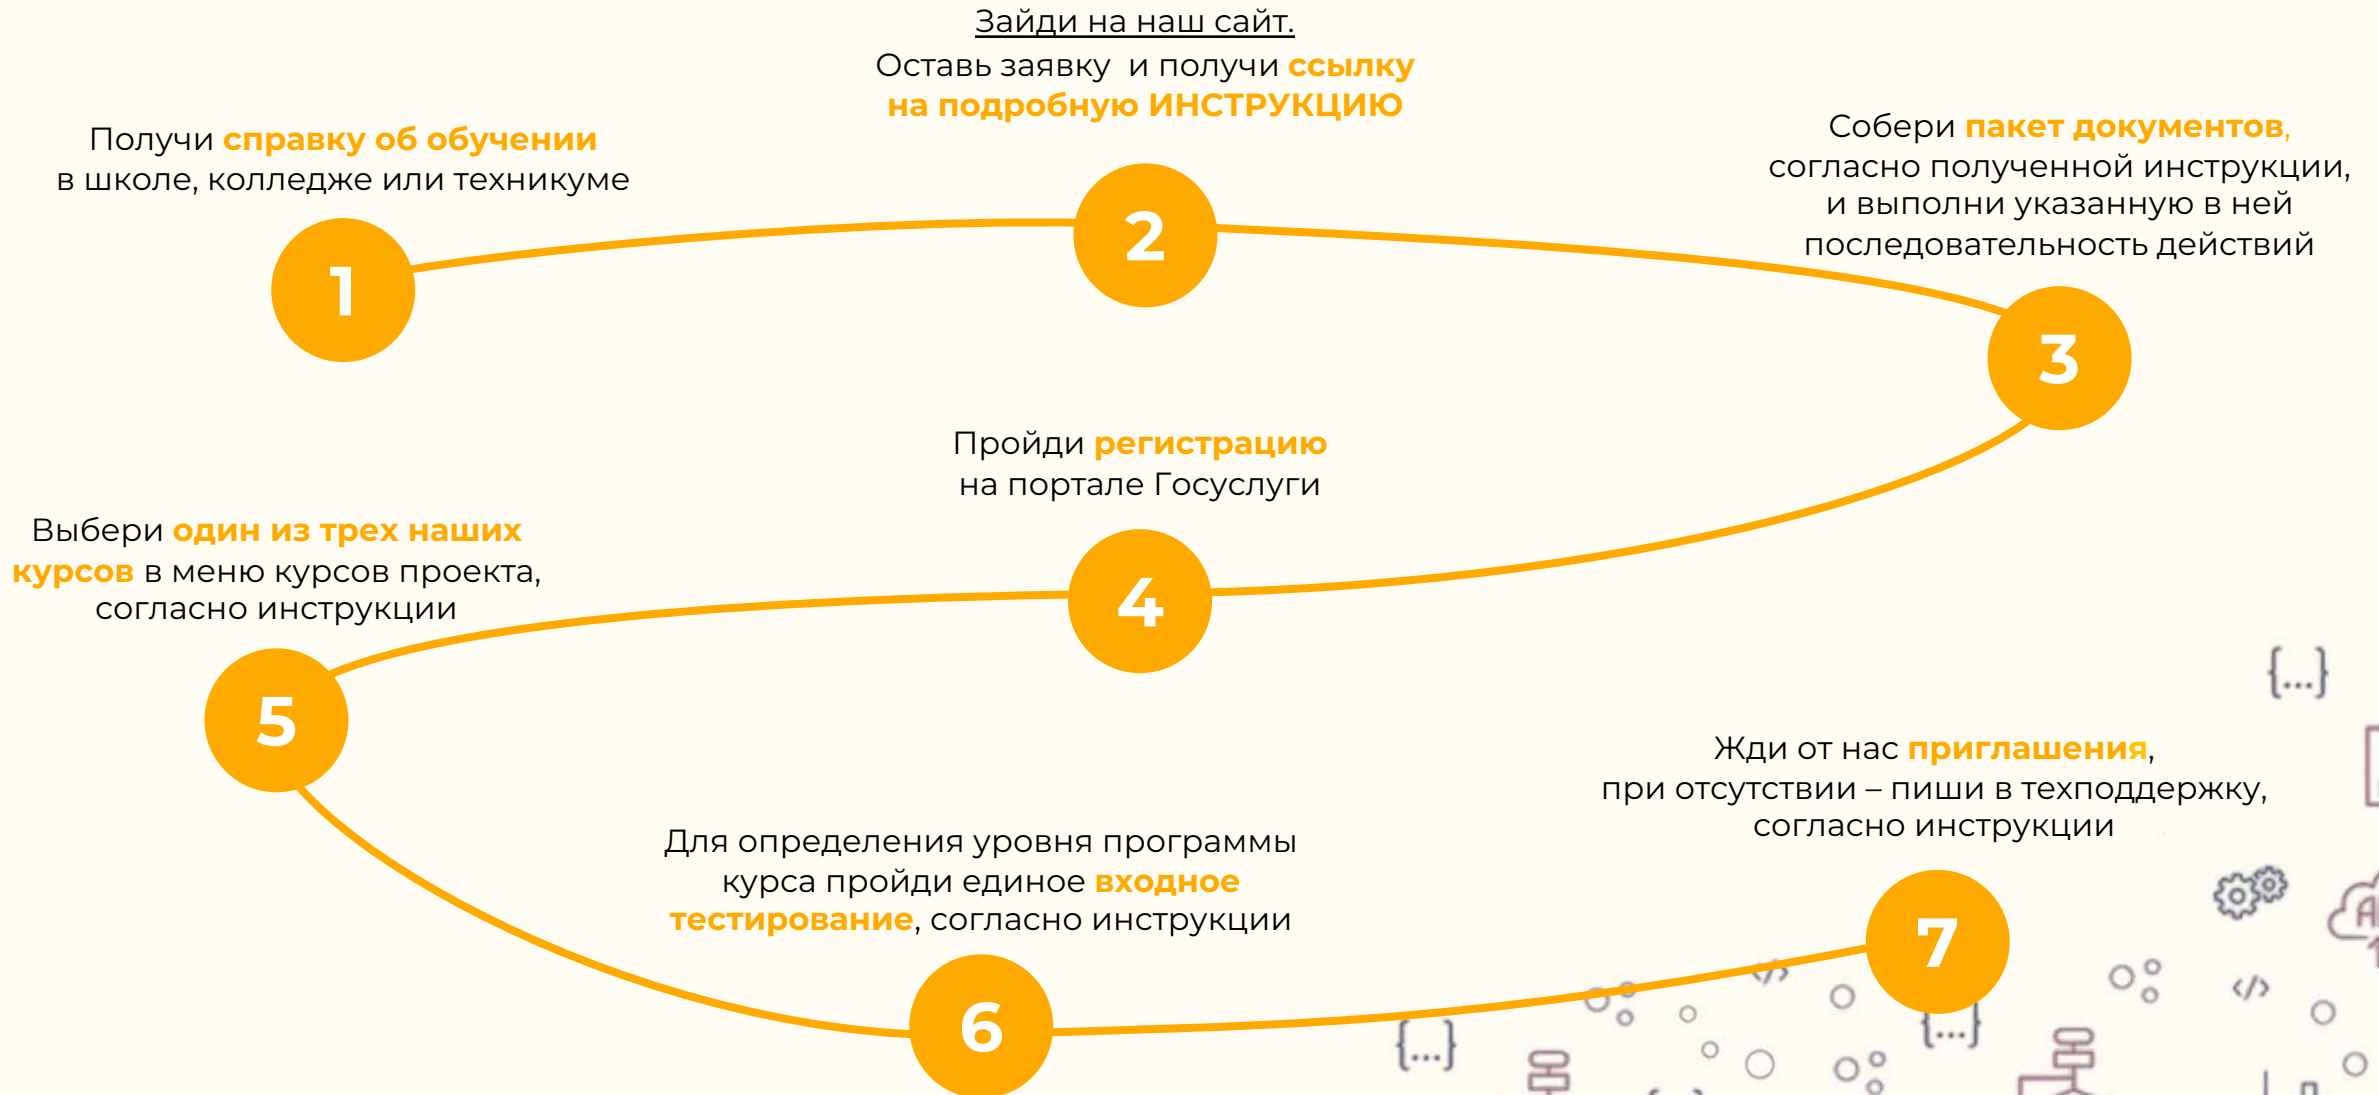 Получи справку об обучении
в школе, колледже или техникуме
1
Зайди на наш сайт.
Оставь заявку и получи ссылку
на подробную ИНСТРУКЦИЮ
2
Собери пакет документов,
согласно полученной инструкции,
и выполни указанную в ней
последовательность действий
3
Пройди регистрацию
на портале Госуслуги
4
Выбери один из трех наших
курсов в меню курсов проекта,
согласно инструкции
5
Для определения уровня программы
курса пройди единое входное
тестирование, согласно инструкции
6
Жди от нас приглашения,
при отсутствии – пиши в техподдержку,
согласно инструкции
7
{...}
</>
</>
{...}
{...}